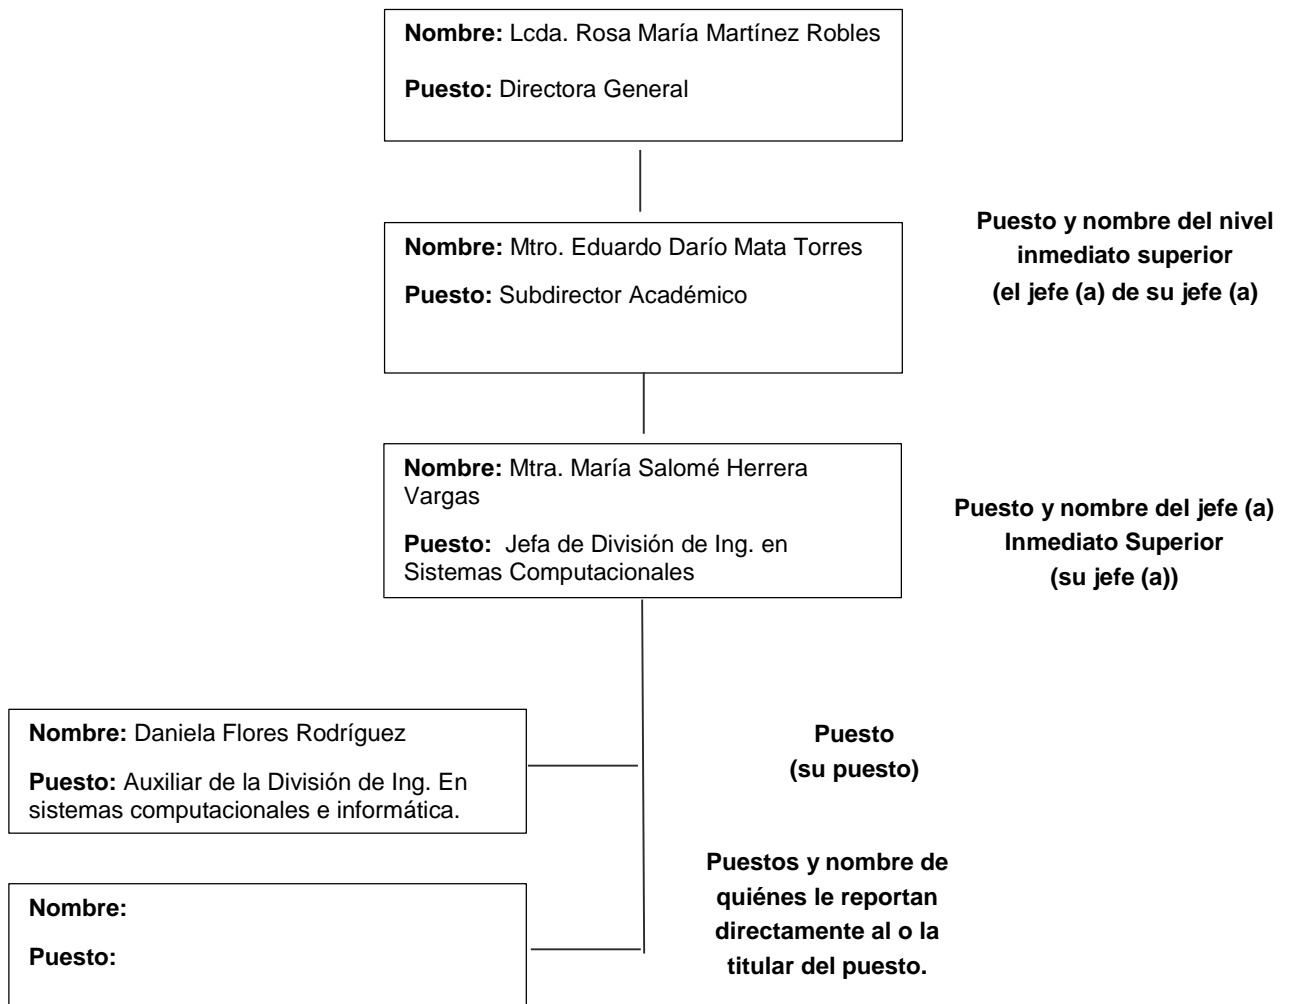 Nombre: Lcda. Rosa María Martínez Robles
Puesto: Directora General
Nombre: Mtro. Eduardo Darío Mata Torres
Puesto: Subdirector Académico
Puesto y nombre del nivel
inmediato superior
(el jefe (a) de su jefe (a)
Nombre: Mtra. María Salomé Herrera
Vargas
Puesto: Jefa de División de Ing. en
Sistemas Computacionales
Puesto y nombre del jefe (a)
Inmediato Superior
(su jefe (a))
Nombre: Daniela Flores Rodríguez
Puesto: Auxiliar de la División de Ing. En
sistemas computacionales e informática.
Puesto
(su puesto)
Nombre:
Puesto:
Puestos y nombre de
quiénes le reportan
directamente al o la
titular del puesto.